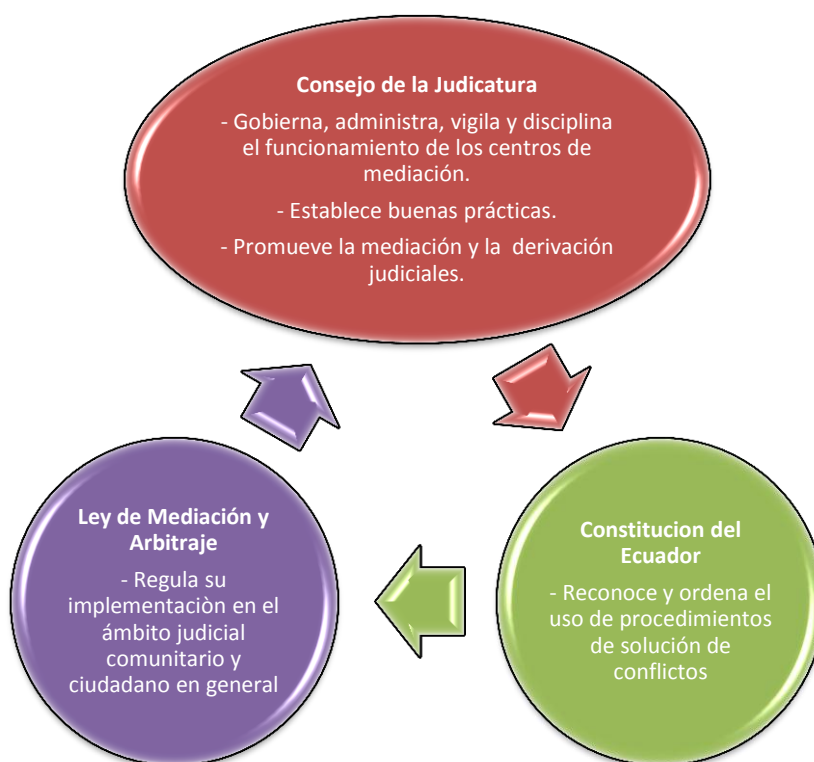 Consejo de la Judicatura
- Gobierna, administra, vigila y disciplina
el funcionamiento de los centros de
mediación.
- Establece buenas prácticas.
- Promueve la mediación y la  derivación
judiciales.
Ley de Mediación y
Arbitraje
- Regula su
implementaciòn en el
ámbito judicial
comunitario y
ciudadano en general
Constitucion del
Ecuador
- Reconoce y ordena el
uso de procedimientos
de solución de
conflictos